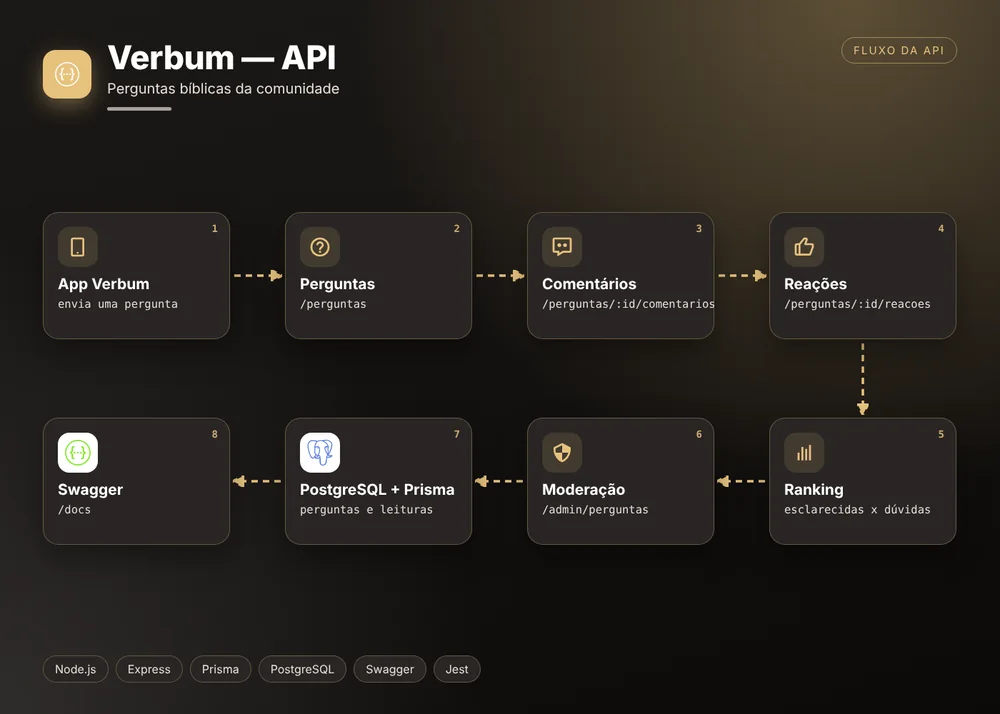 Verbum — API
Perguntas bíblicas da comunidade
FLUXO DA API
1
App Verbum
envia uma pergunta
2
Perguntas
/perguntas
3
Comentários
/perguntas/:id/comentarios
4
Reações
/perguntas/:id/reacoes
8
Swagger
/docs
7
PostgreSQL + Prisma
perguntas e leituras
6
Moderação
/admin/perguntas
5
Ranking
esclarecidas x dúvidas
Node.js
Express
Prisma
PostgreSQL
Swagger
Jest